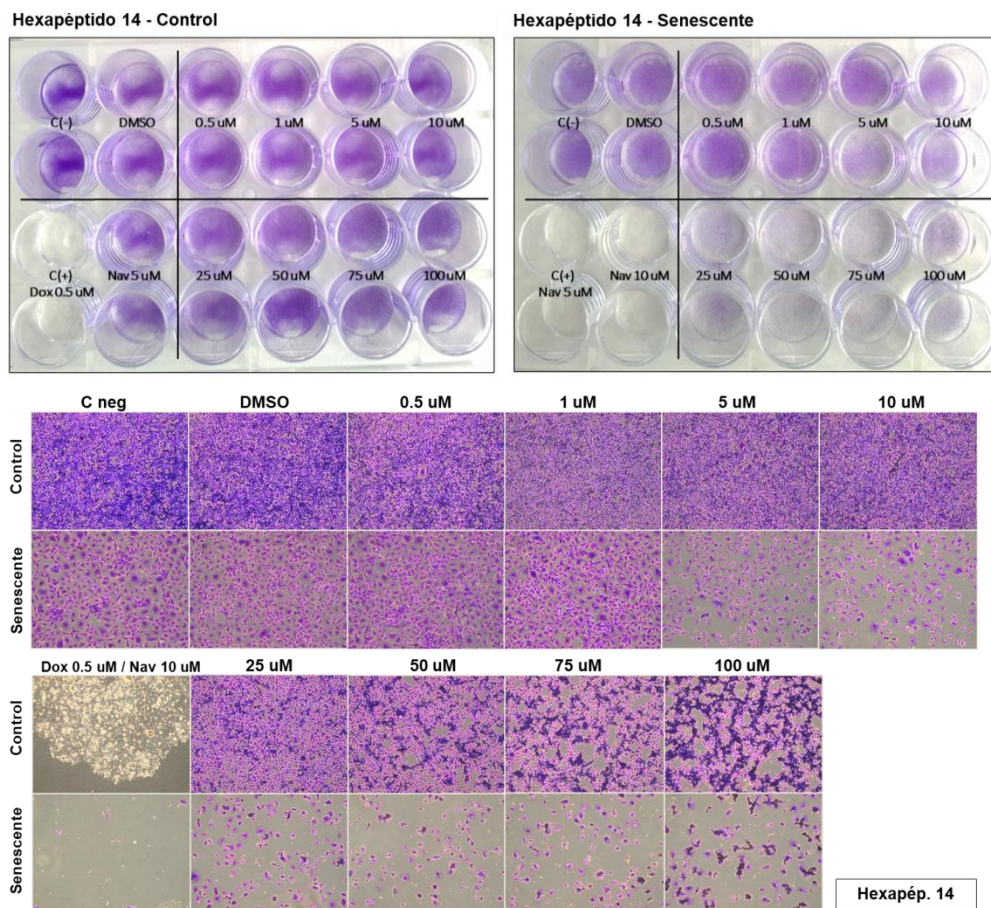 Hexapéptido 14 - Control
C(-) DMSO 0.5 uM 1 uM 5 uM 10 uM
C(+) Nav 5 uM 25 uM 50 uM 75 uM 100 uM
Dox 0.5 uM
Hexapéptido 14 - Senescente
C(-) DMSO 0.5 uM 1 uM 5 uM 10 uM
C(+) Nav 10 uM 25 uM 50 uM 75 uM 100 uM
Nav 5 uM
C neg DMSO 0.5 uM 1 uM 5 uM 10 uM
Control
Senescente
Dox 0.5 uM / Nav 10 uM 25 uM 50 uM 75 uM 100 uM
Control
Senescente
Hexapép. 14